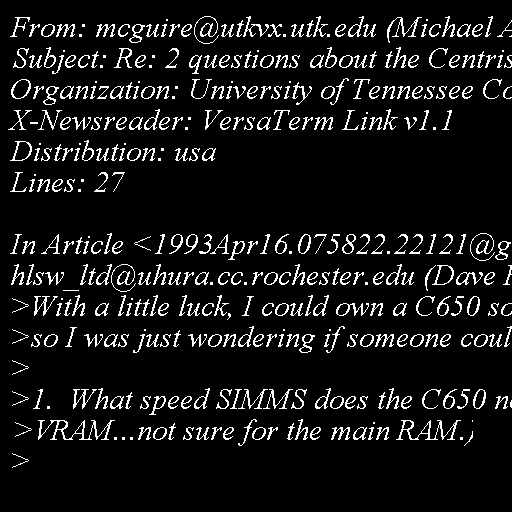 From: mcguire@utkvx.utk.edu (Michael A
Subject: Re: 2 questions about the Centris
Organization: University of Tennessee Co
X-Newsreader: VersaTerm Link v1.1
Distribution: usa
Lines: 27

In Article <1993Apr16.075822.22121@g
hlsw_ltd@uhura.cc.rochester.edu (Dave
>With a little luck, I could own a C650 so
>so I was just wondering if someone coul
>
>1.  What speed SIMMS does the C650 ne
>VRAM...not sure for the main RAM.)
>